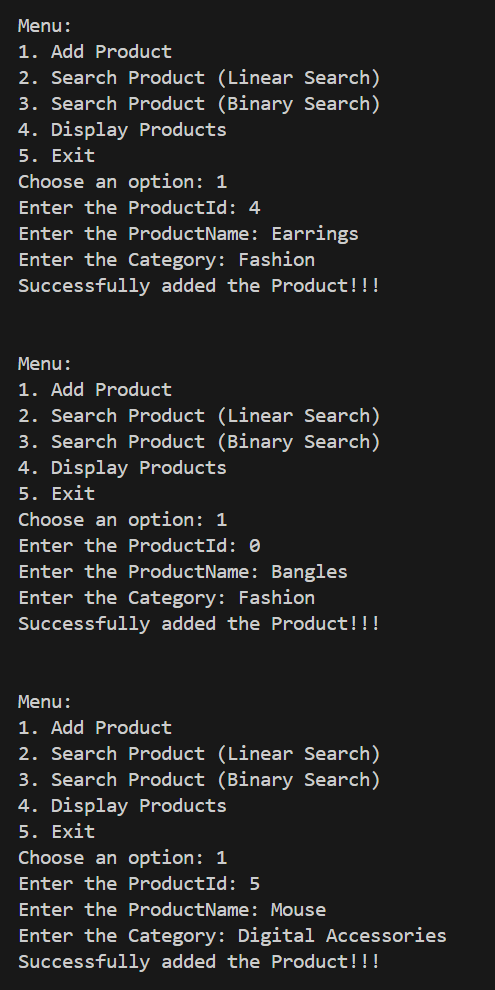 Menu:
1. Add Product
2. Search Product (Linear Search)
3. Search Product (Binary Search)
4. Display Products
5. Exit
Choose an option: 1
Enter the ProductId: 4
Enter the ProductName: Earrings
Enter the Category: Fashion
Successfully added the Product!!!
Menu:
1. Add Product
2. Search Product (Linear Search)
3. Search Product (Binary Search)
4. Display Products
5. Exit
Choose an option: 1
Enter the ProductId: 0
Enter the ProductName: Bangles
Enter the Category: Fashion
Successfully added the Product!!!
Menu:
1. Add Product
2. Search Product (Linear Search)
3. Search Product (Binary Search)
4. Display Products
5. Exit
Choose an option: 1
Enter the ProductId: 5
Enter the ProductName: Mouse
Enter the Category: Digital Accessories
Successfully added the Product!!!